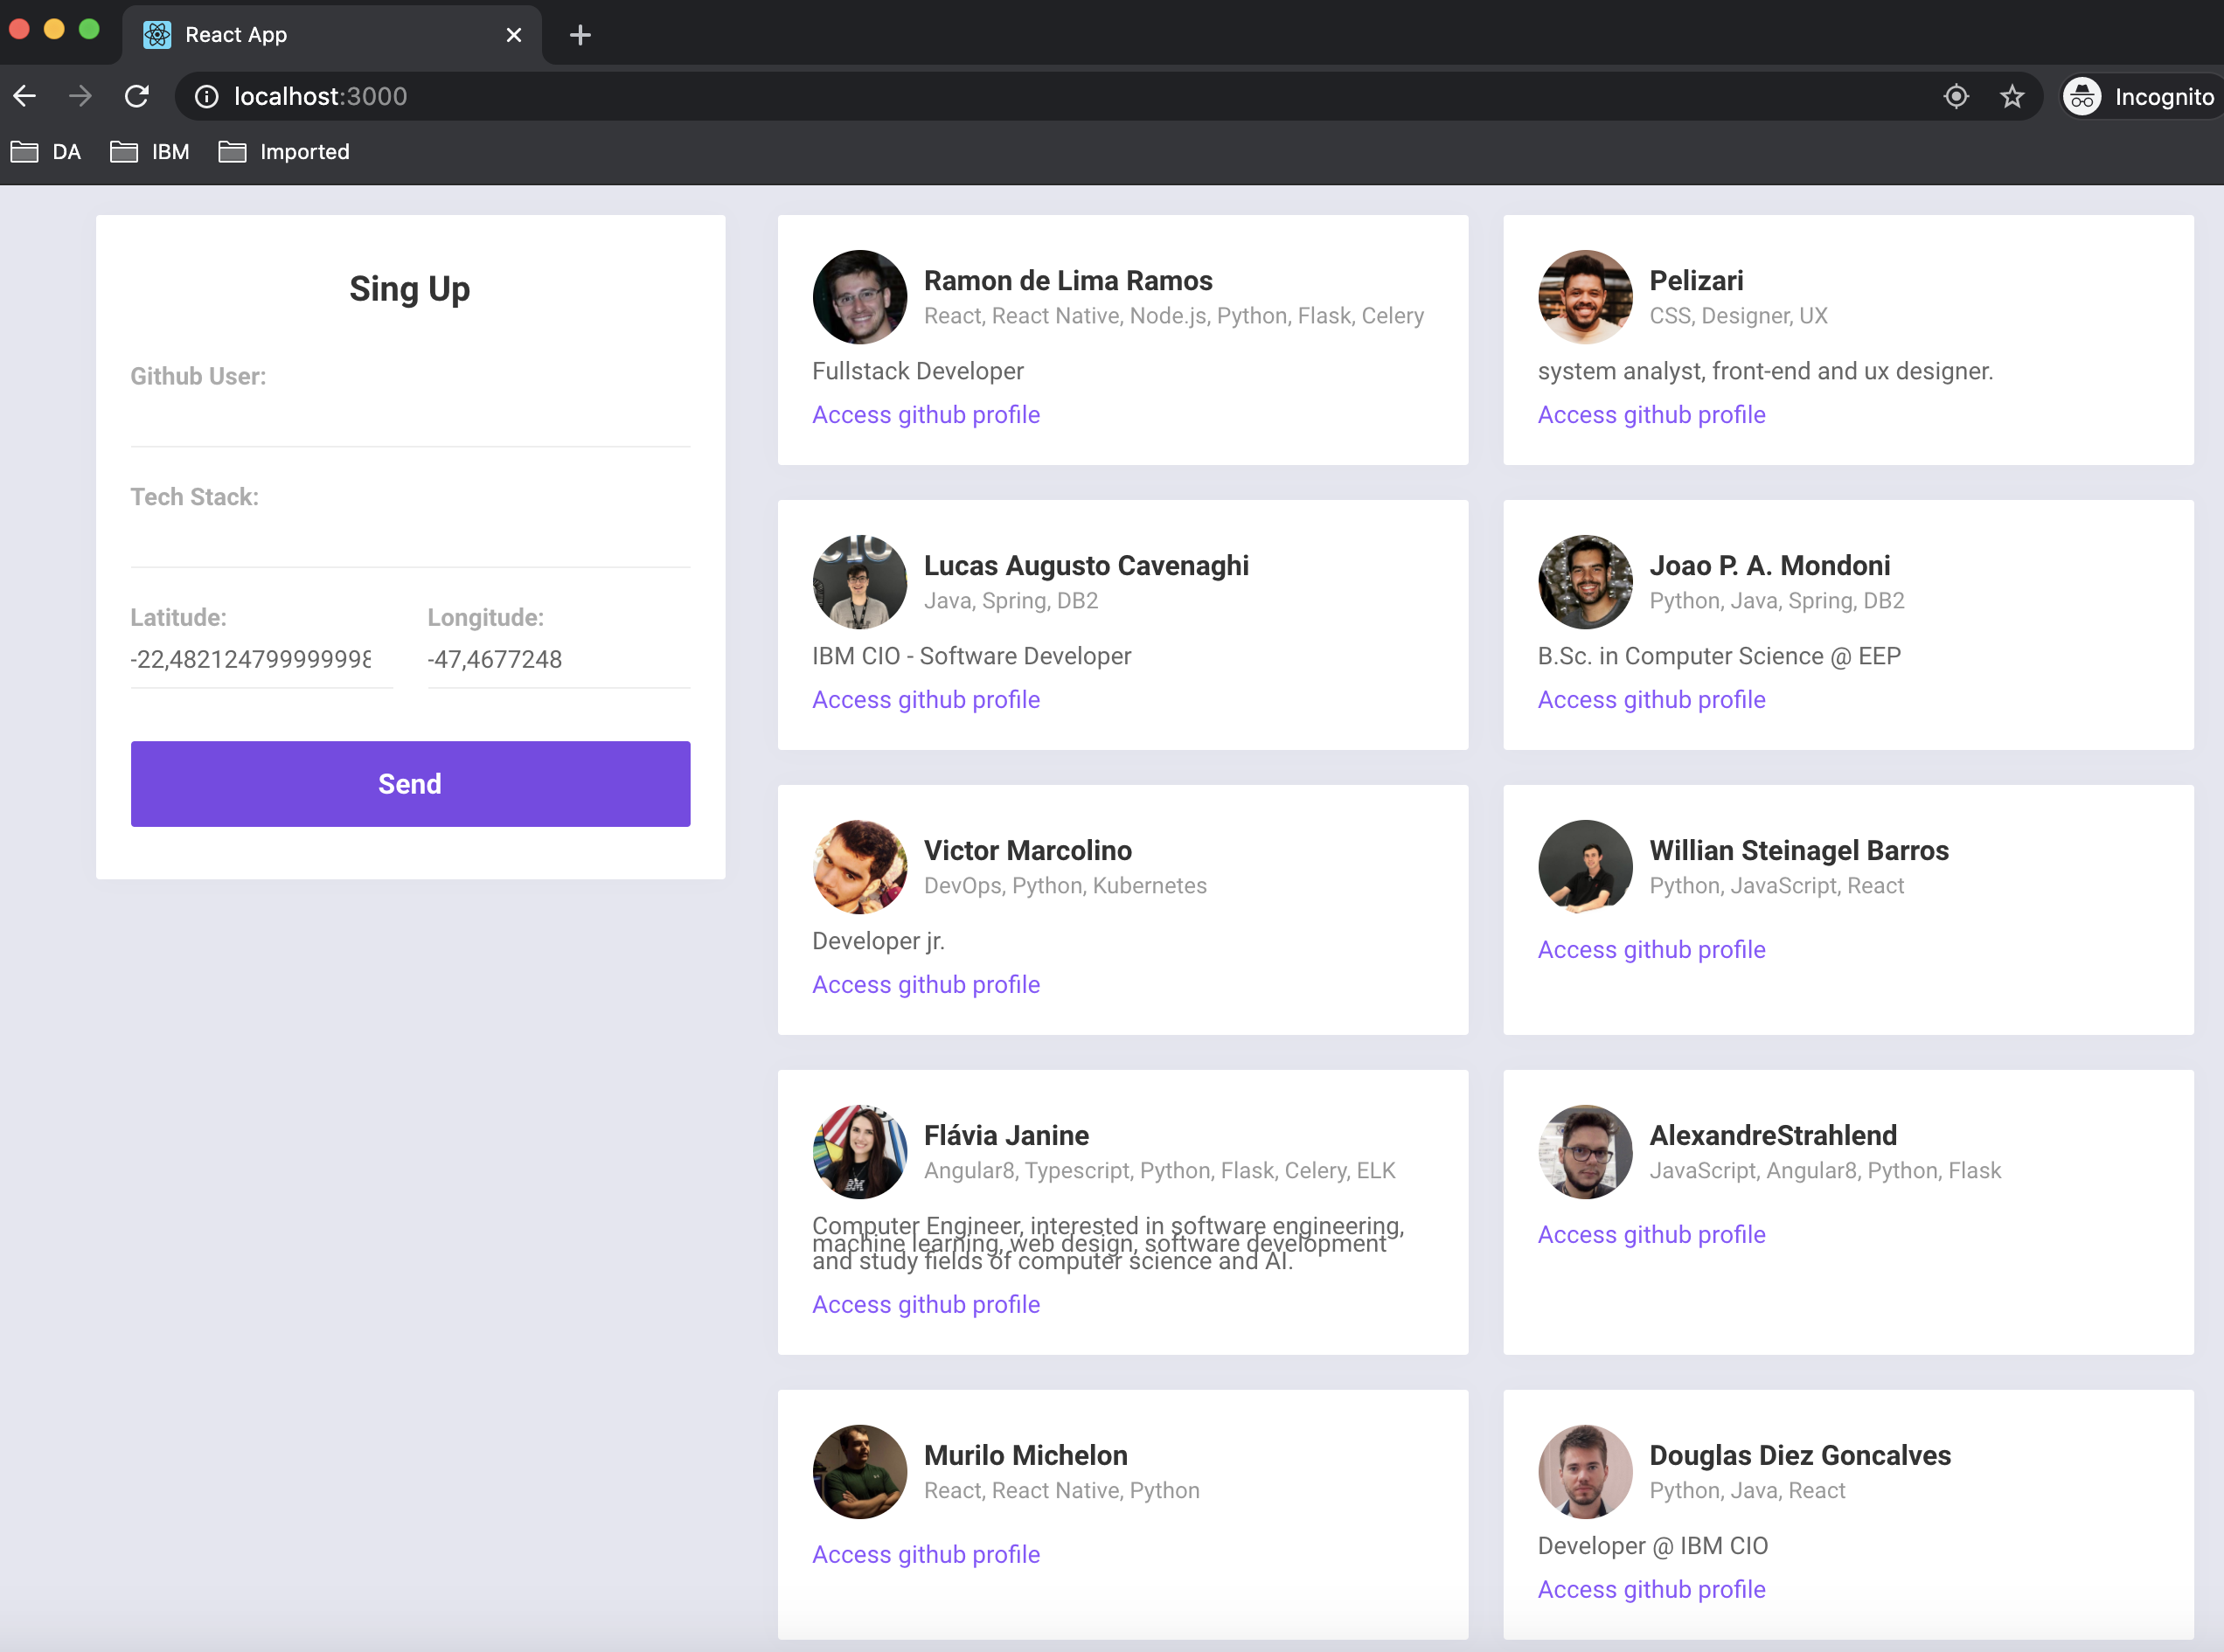 React App
localhost:3000
Incognito
DA
IBM
Imported
Sing Up
Github User:
Tech Stack:
Latitude:
Longitude:
-22,482124799999998
-47,4677248
Send
Ramon de Lima Ramos
React, React Native, Node.js, Python, Flask, Celery
Fullstack Developer
Access github profile
Pelizari
CSS, Designer, UX
system analyst, front-end and ux designer.
Access github profile
Lucas Augusto Cavenaghi
Java, Spring, DB2
IBM CIO - Software Developer
Access github profile
Joao P. A. Mondoni
Python, Java, Spring, DB2
B.Sc. in Computer Science @ EEP
Access github profile
Victor Marcolino
DevOps, Python, Kubernetes
Developer jr.
Access github profile
Willian Steinagel Barros
Python, JavaScript, React
Access github profile
Flávia Janine
Angular8, Typescript, Python, Flask, Celery, ELK
Computer Engineer, interested in software engineering,
machine learning, web design, software development
and study fields of computer science and AI.
Access github profile
AlexandreStrahlend
JavaScript, Angular8, Python, Flask
Access github profile
Murilo Michelon
React, React Native, Python
Access github profile
Douglas Diez Goncalves
Python, Java, React
Developer @ IBM CIO
Access github profile